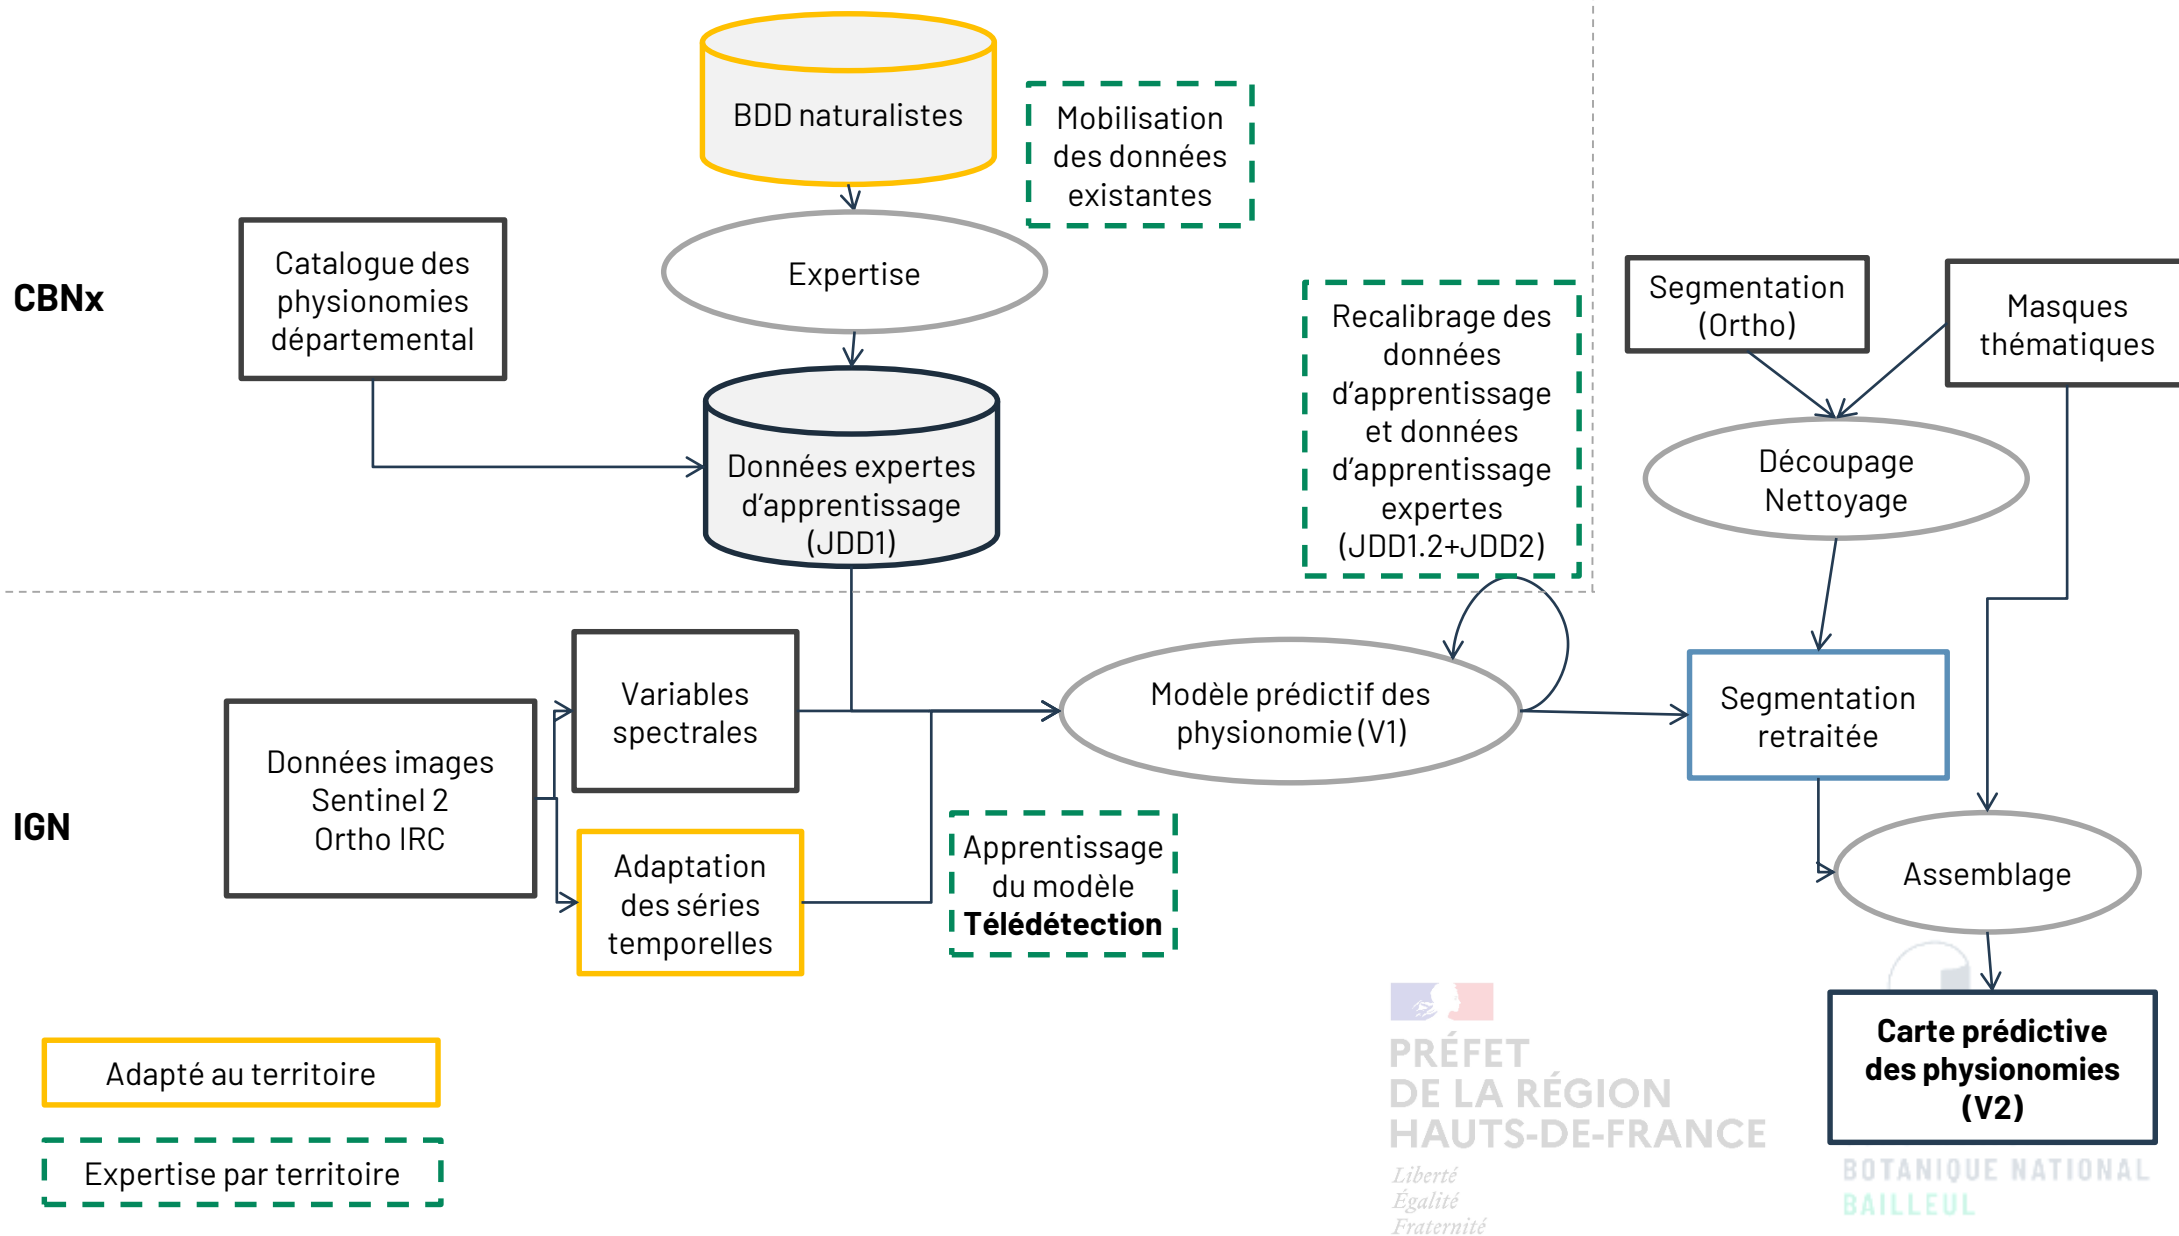 BDD naturalistes
Mobilisation
des données
existantes
CBNx
Catalogue des
physionomies
départemental
Expertise
Données expertes
d'apprentissage
(JDD1)
Recalibrage des
données
d'apprentissage
et données
d'apprentissage
expertes
(JDD1.2+JDD2)
Segmentation
(Ortho)
Masques
thématiques
Découpage
Nettoyage
IGN
Données images
Sentinel 2
Ortho IRC
Variables
spectrales
Adaptation
des séries
temporelles
Apprentissage
du modèle
Télédétection
Modèle prédictif des
physionomie (V1)
Segmentation
retraitée
Assemblage
Carte prédictive
des physionomies
(V2)
Adapté au territoire
Expertise par territoire
PRÉFET
DE LA RÉGION
HAUTS-DE-FRANCE
Liberté
Égalité
Fraternité
BOTANIQUE NATIONAL
BAILLEUL